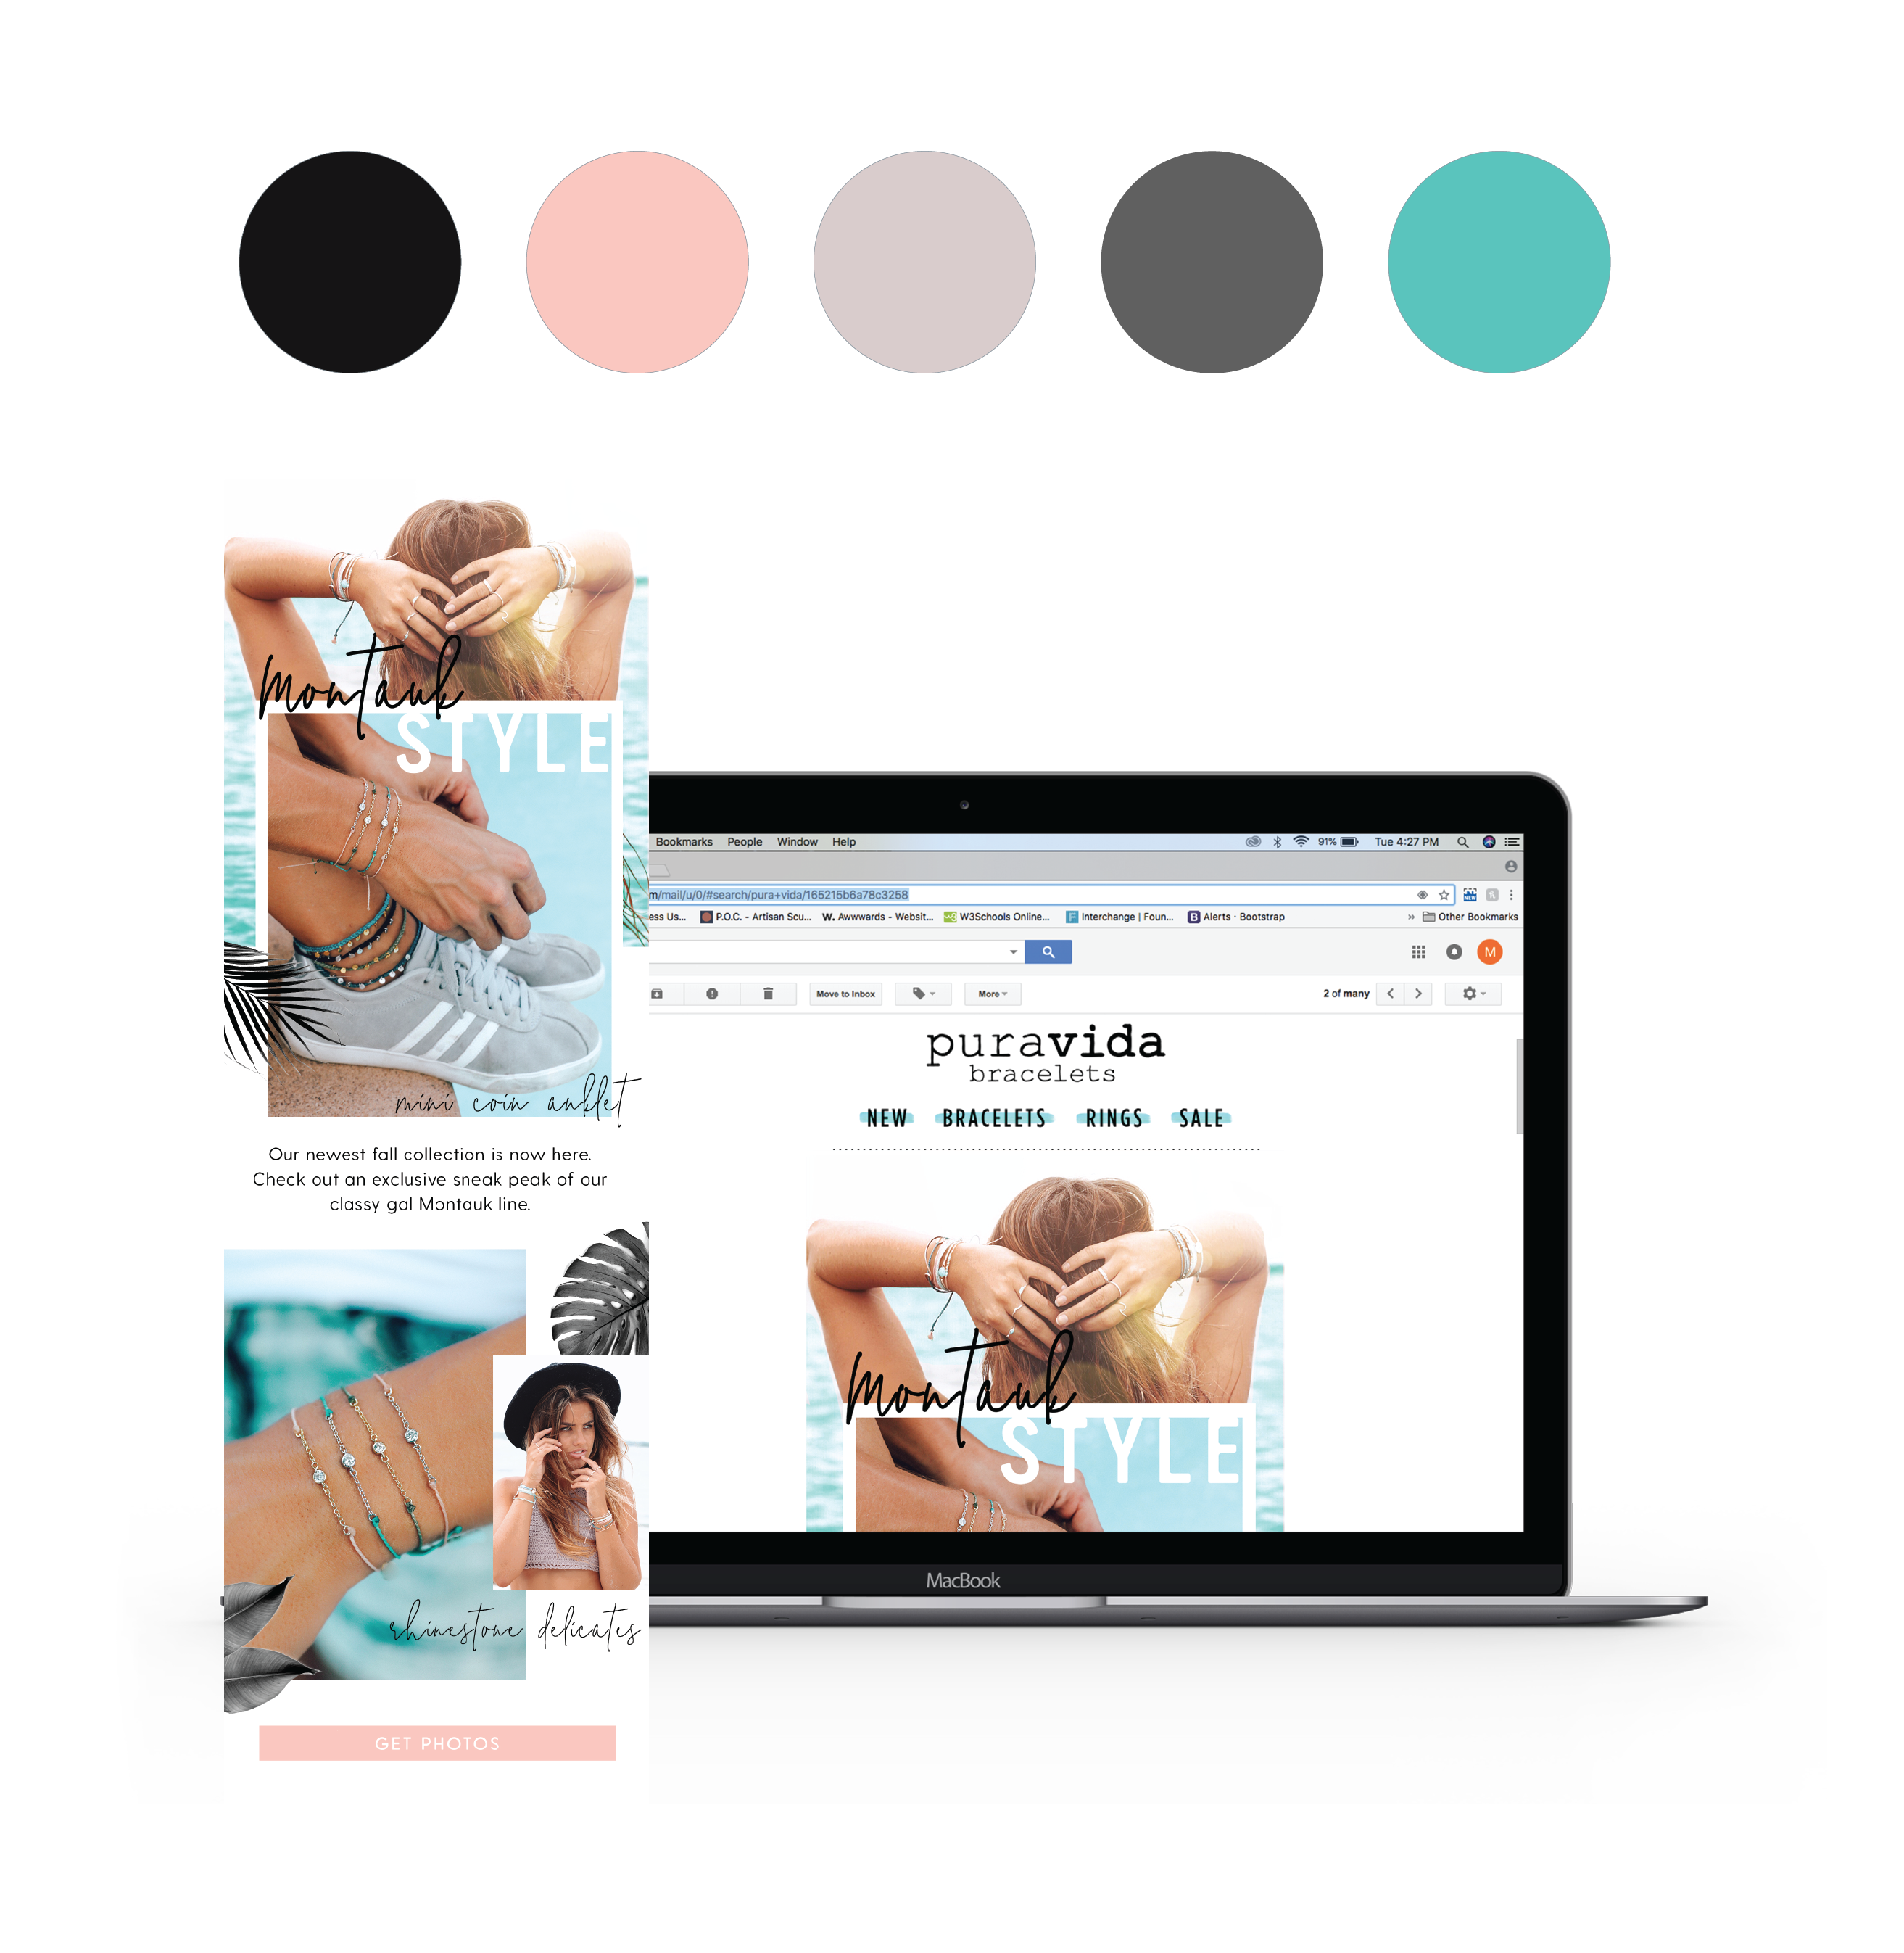 Montauk
STYLE
mini coin anklet
Our newest fall collection is now here.
Check out an exclusive sneak peak of our
classy gal Montauk line.
rhinestone delicates
GET PHOTOS
Bookmarks People Window Help
91% Tue 4:27 PM
m/mail/u/0/#search/pura+vida/165215b6a78c3258
ess Us... P.O.C. - Artisan Scu... W. Awwwards - Websit... w3 W3Schools Online... F Interchange | Foun... B Alerts · Bootstrap » Other Bookmarks
M
Move to Inbox More 2 of many
puravida
bracelets
NEW BRACELETS RINGS SALE
Montauk
STYLE
MacBook